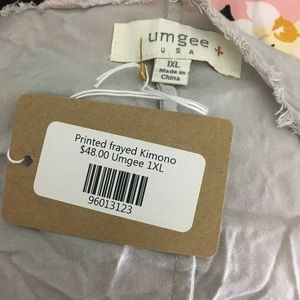 umgee +
USA
1XL
Made in
China
Printed frayed Kimono
$48.00 Umgee 1XL
96013123